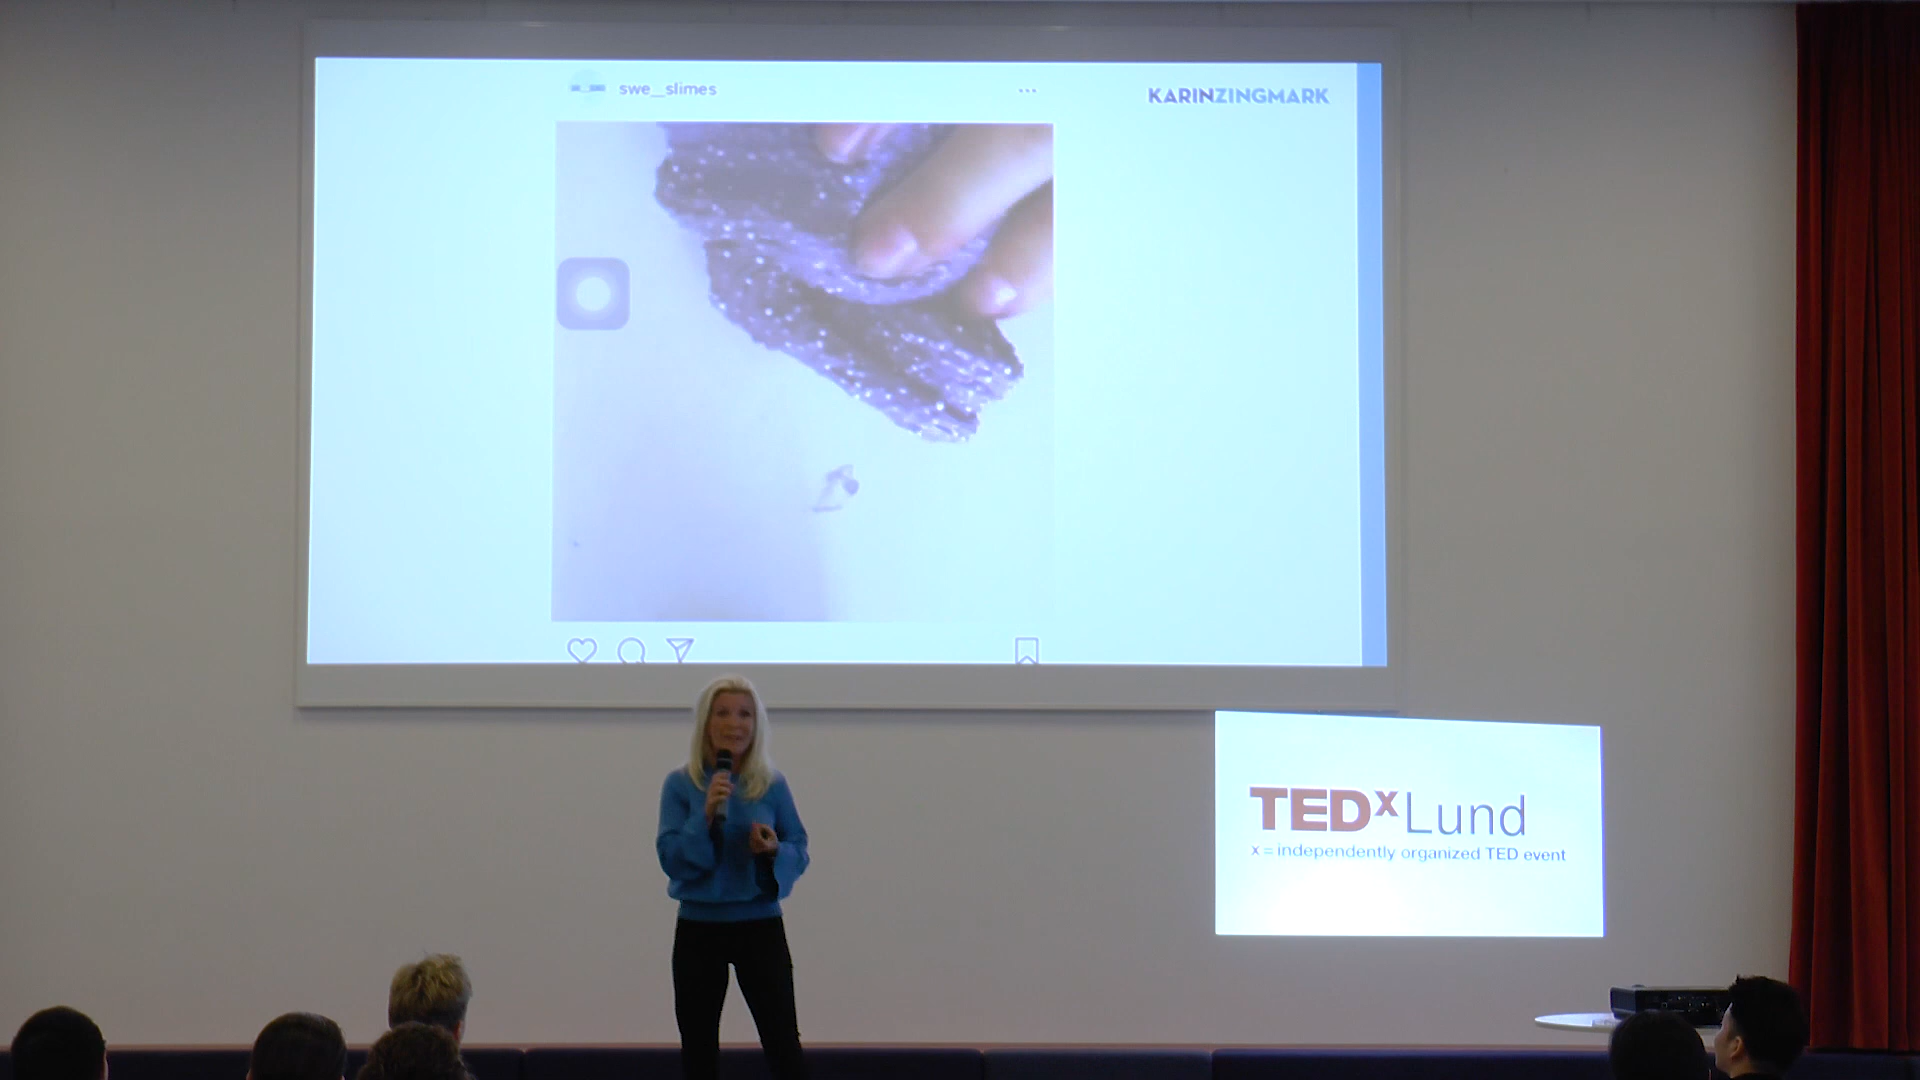 swe__slimes
KARINZINGMARK
TEDxLund
x = independently organized TED event